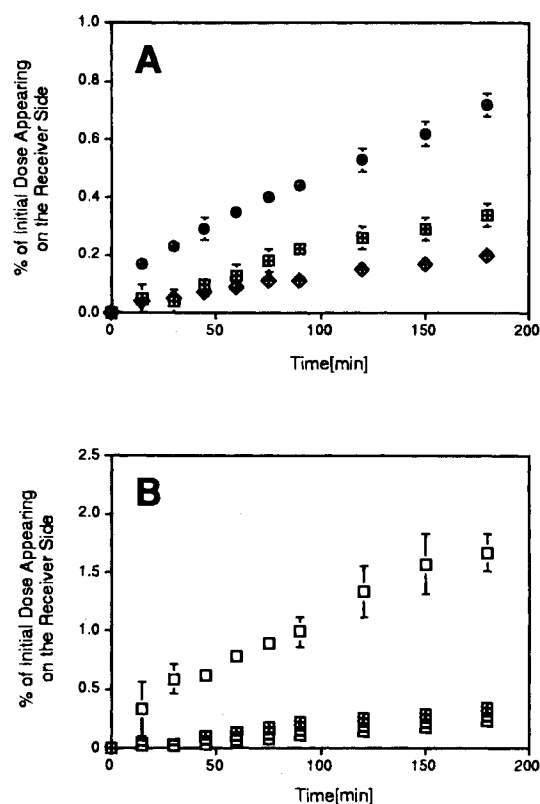 A
% of Initial Dose Appearing
on the Receiver Side
1.0
0.8
0.6
0.4
0.2
0.0
0
50
100
150
200
Time[min]
B
% of Initial Dose Appearing
on the Receiver Side
2.5
2.0
1.5
1.0
0.5
0
0
50
100
150
200
Time[min]